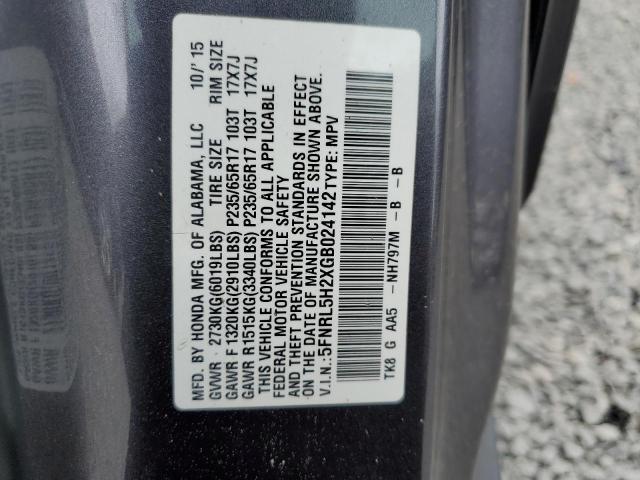 MFD. BY HONDA MFG. OF ALABAMA, LLC 10/'15
GVWR 2730KG(6019LBS) TIRE SIZE RIM SIZE
GAWR F 1320KG(2910LBS) P235/65R17 103T 17X7J
GAWR R1515KG(3340LBS) P235/65R17 103T 17X7J
THIS VEHICLE CONFORMS TO ALL APPLICABLE
FEDERAL MOTOR VEHICLE SAFETY
AND THEFT PREVENTION STANDARDS IN EFFECT
ON THE DATE OF MANUFACTURE SHOWN ABOVE.
V.I.N.:5FNRL5H2XGB024142 TYPE: MPV
TK8 G AA5 -NH797M -B -B